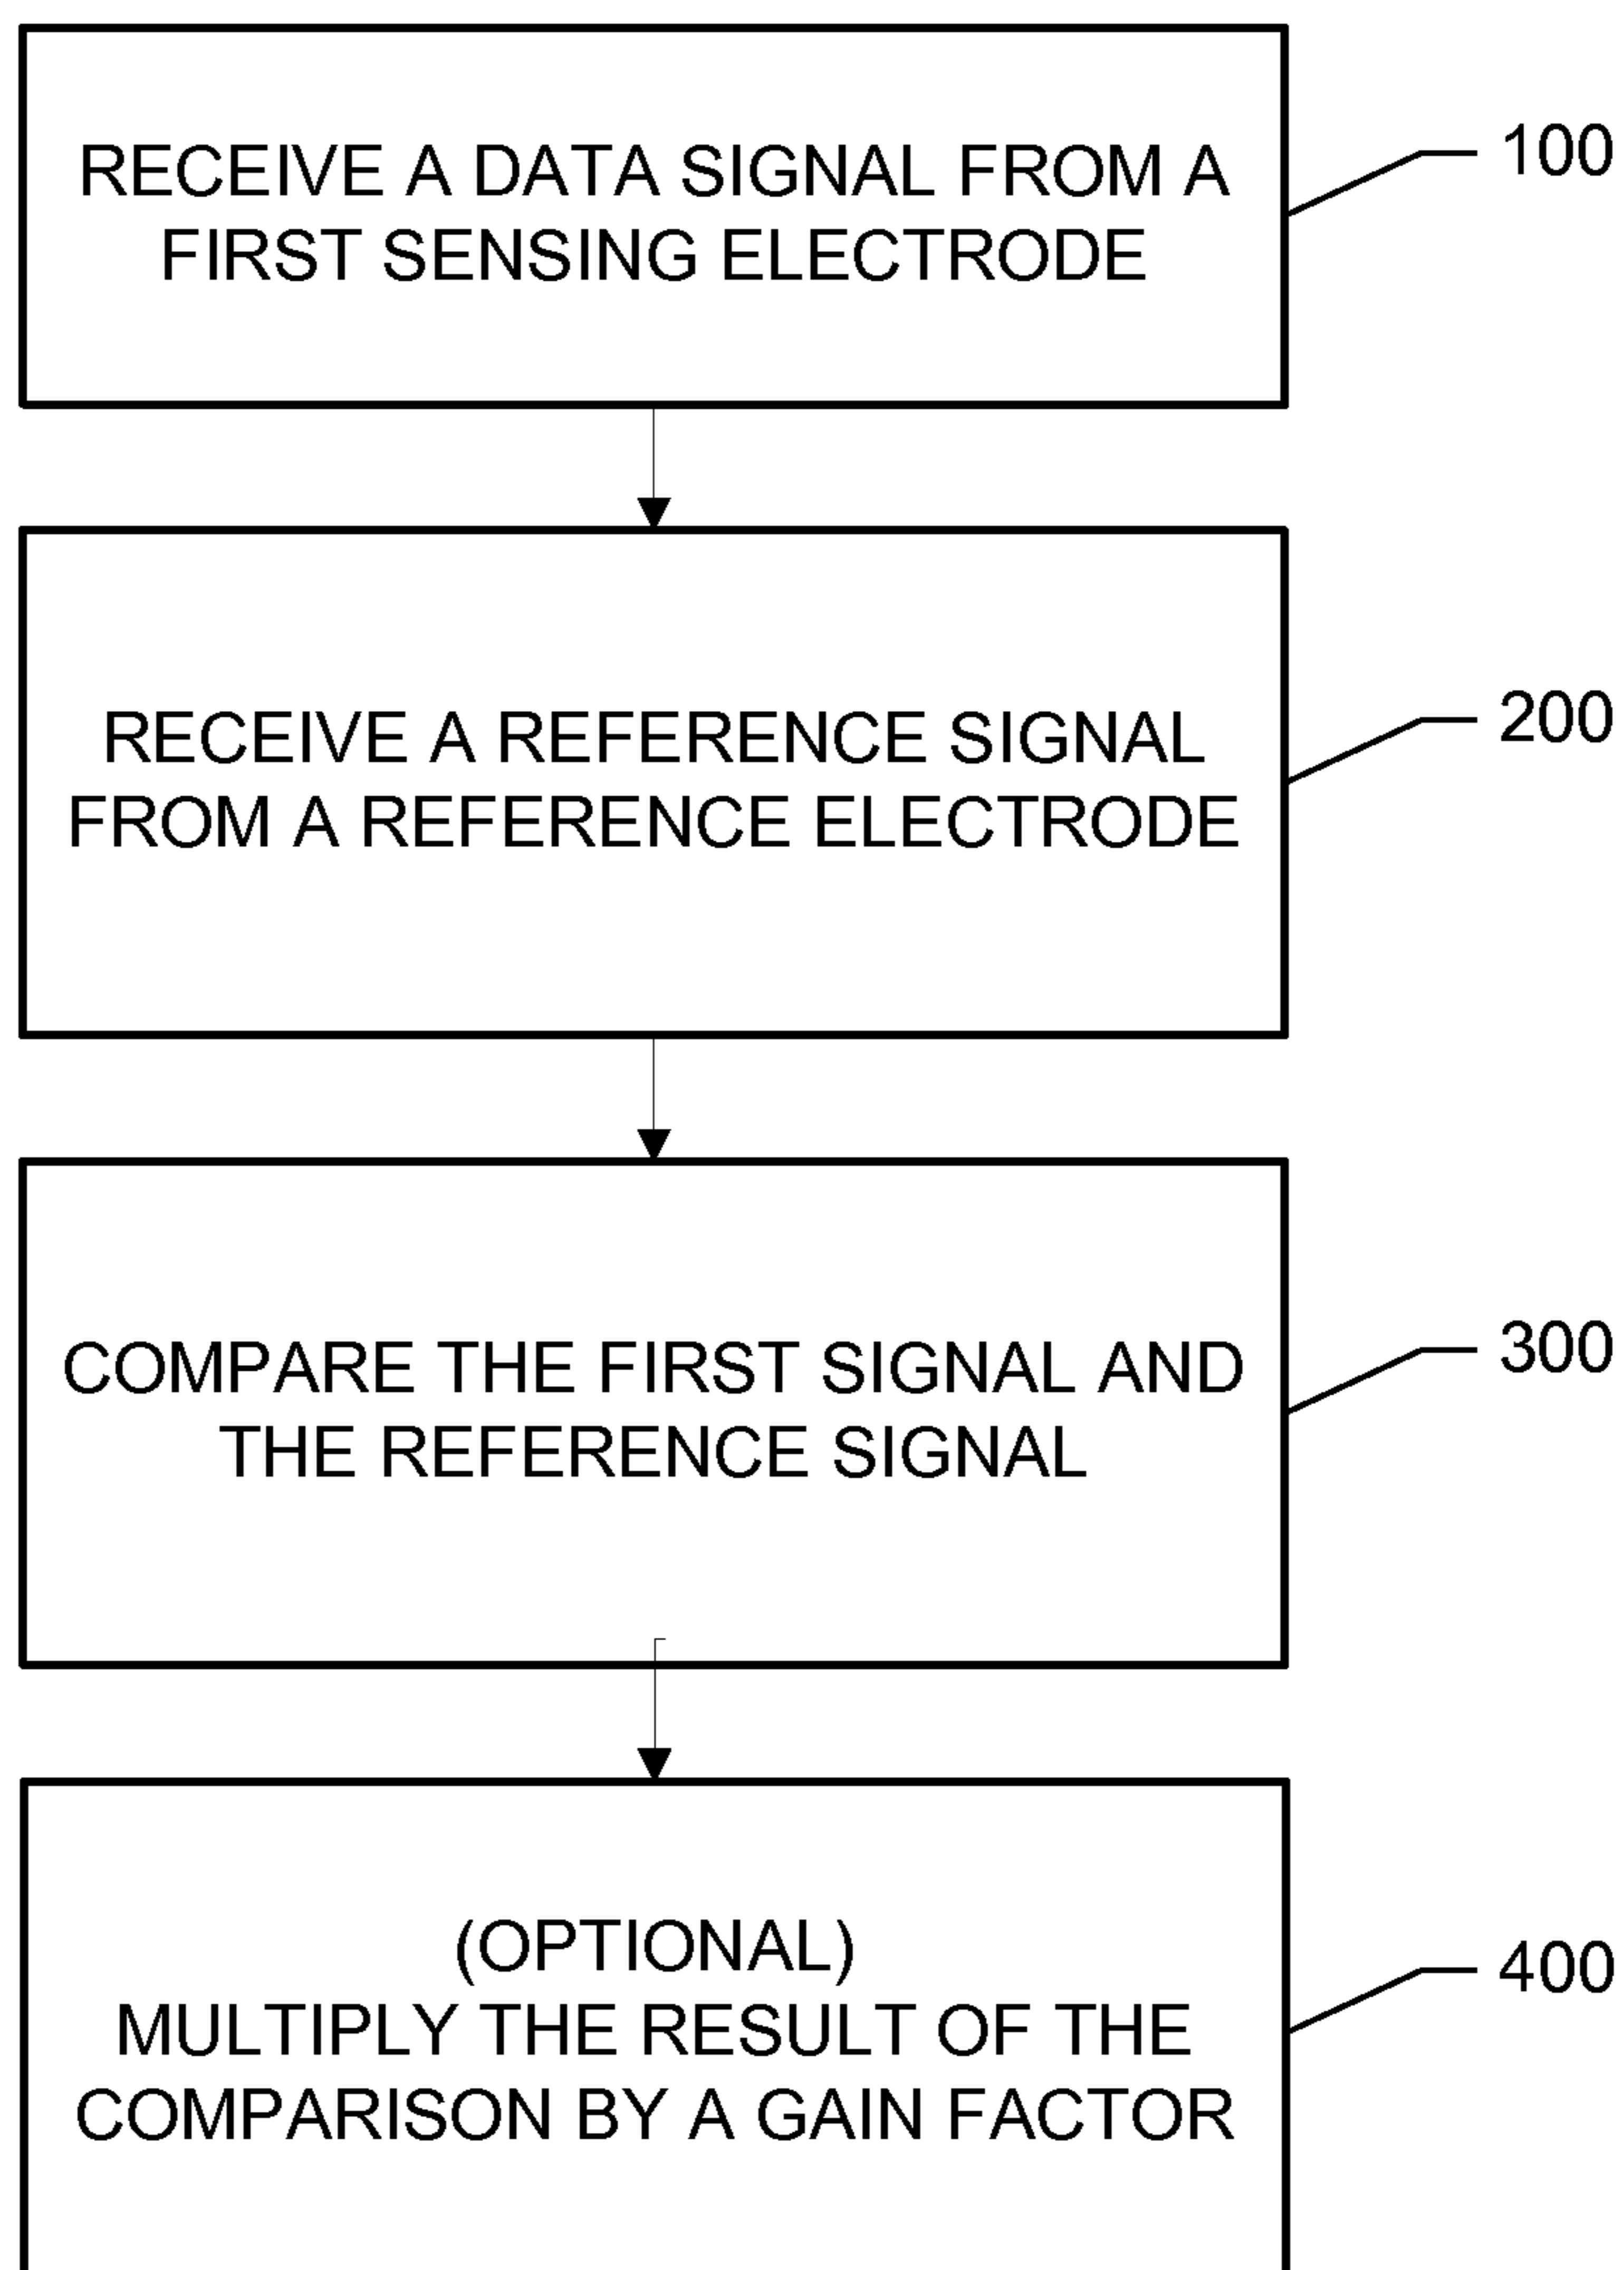 RECEIVE A DATA SIGNAL FROM A
FIRST SENSING ELECTRODE
100
RECEIVE A REFERENCE SIGNAL
FROM A REFERENCE ELECTRODE
200
COMPARE THE FIRST SIGNAL AND
THE REFERENCE SIGNAL
300
(OPTIONAL)
MULTIPLY THE RESULT OF THE
COMPARISON BY A GAIN FACTOR
400